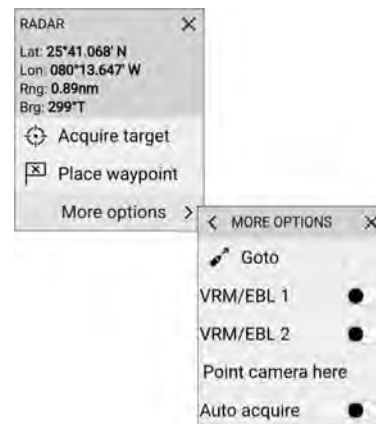 RADAR
Lat: 25°41.068' N
Lon: 080°13.647' W
Rng: 0.89nm
Brg: 299°T
Acquire target
Place waypoint
More options
MORE OPTIONS
Goto
VRM/EBL 1
VRM/EBL 2
Point camera here
Auto acquire